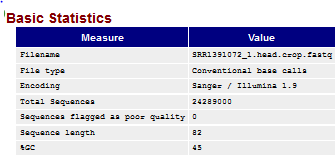 Basic Statistics
Measure Value
Filename SRR1391072_1.head.crop.fastq
File type Conventional base calls
Encoding Sanger / Illumina 1.9
Total Sequences 24289000
Sequences flagged as poor quality 0
Sequence length 82
%GC 45